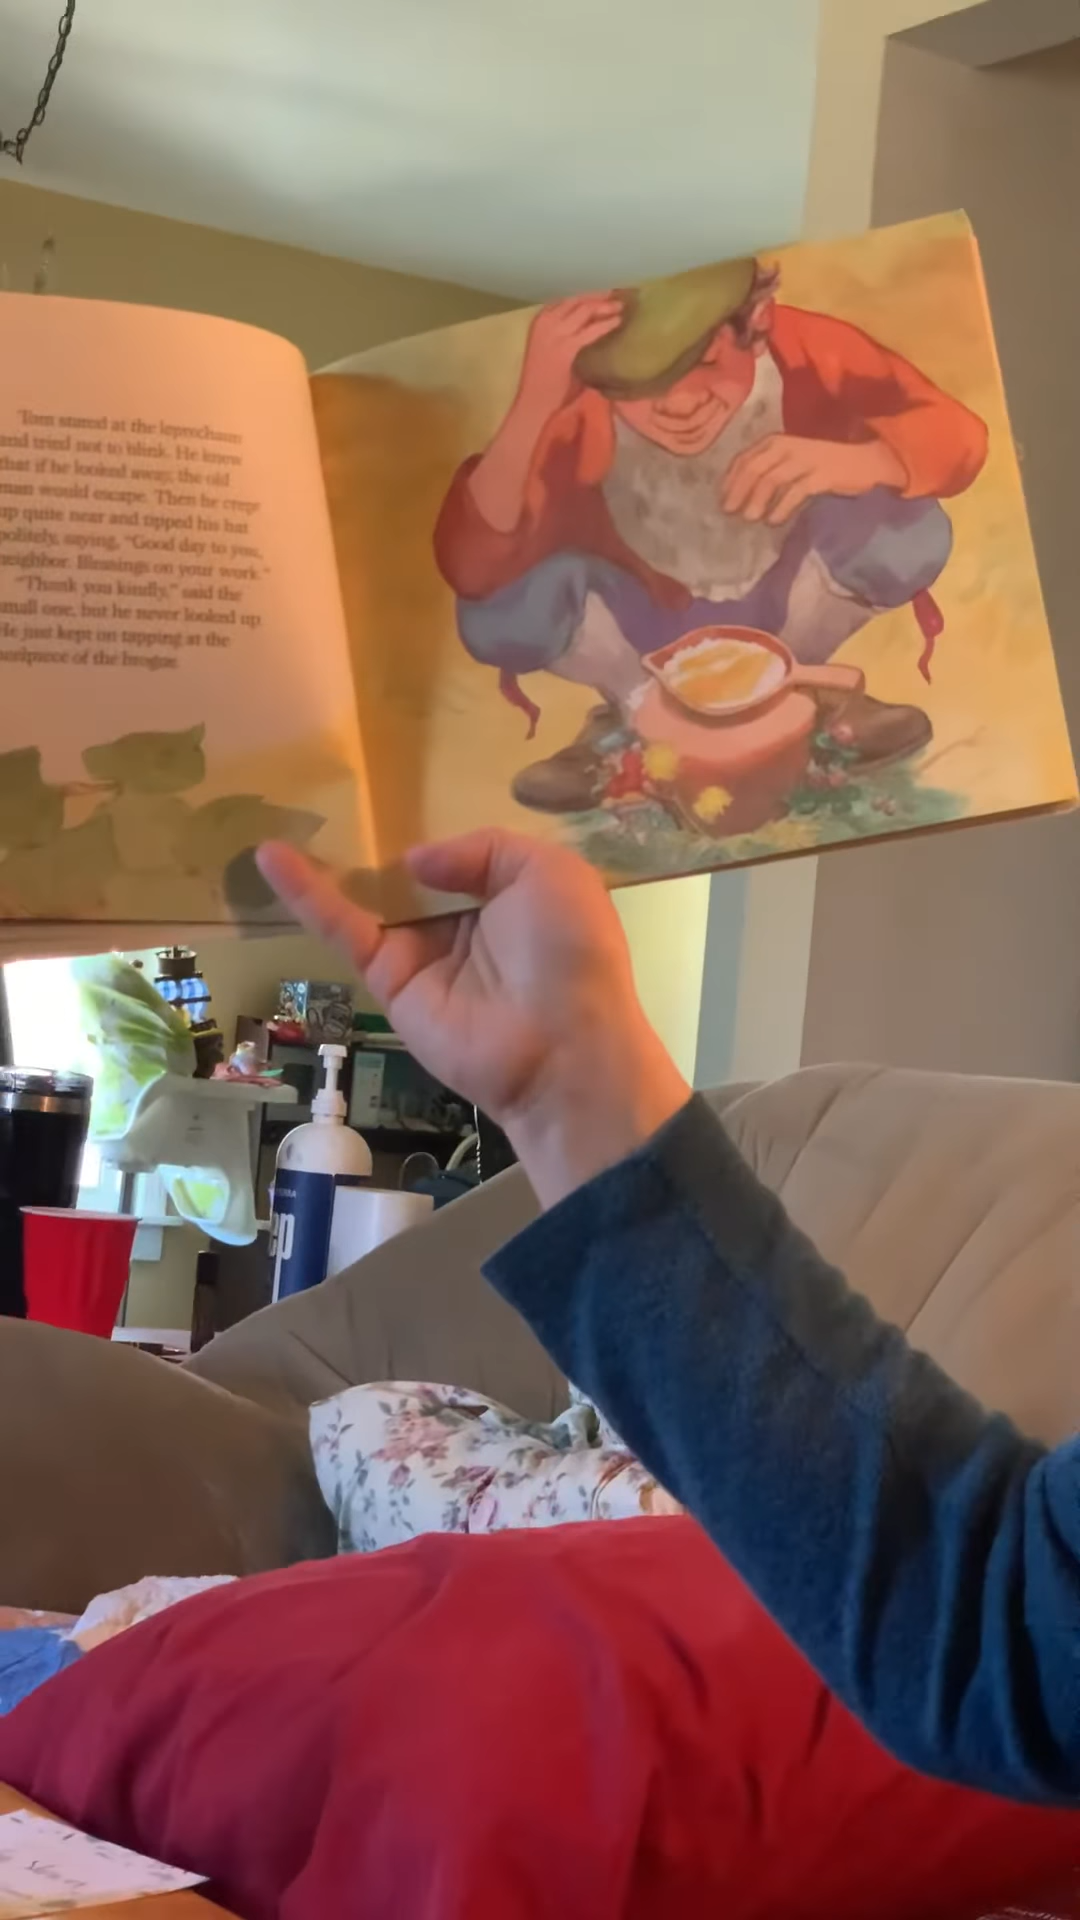 Tom stared at the leprechaun
and tried not to blink. He knew
that if he looked away, the old
man would escape. Then he crept
up quite near and tipped his hat
politely, saying, "Good day to you,
neighbor. Blessings on your work."
"Thank you kindly," said the
small one, but he never looked up.
He just kept on tapping at the
heelpiece of the brogue.
ep